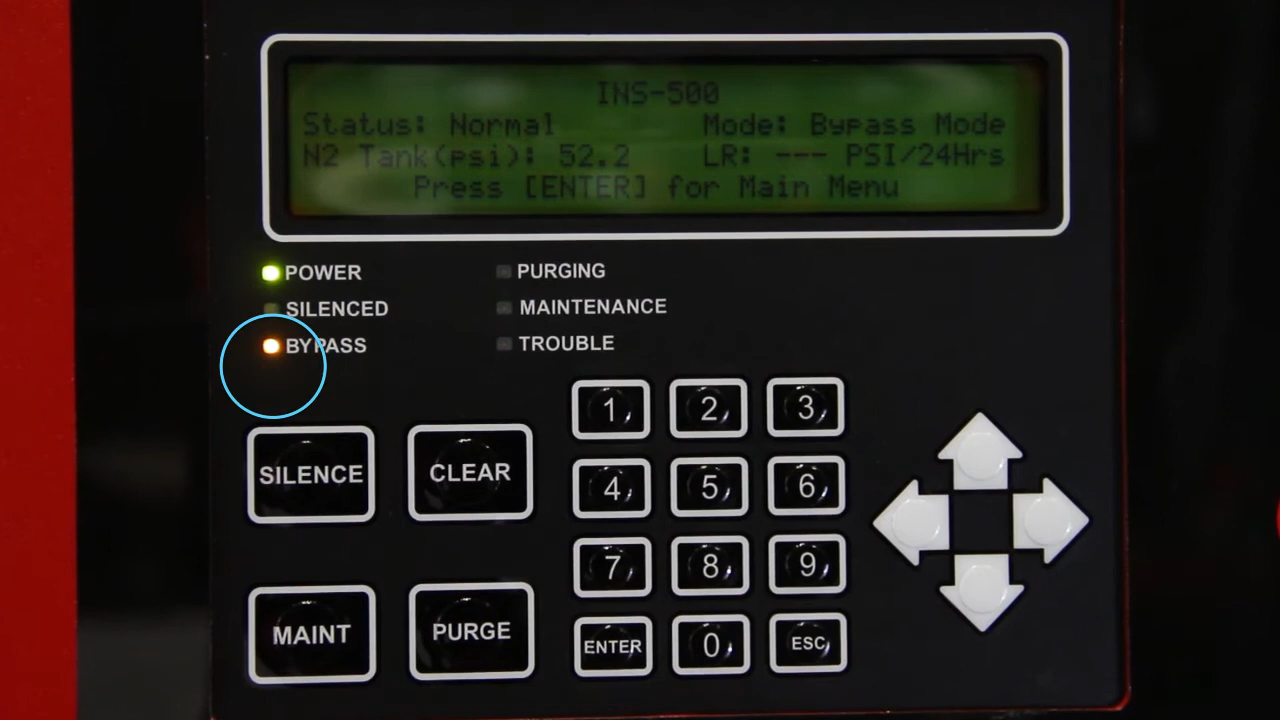 INS-500
Status: Normal Mode: Bypass Mode
N2 Tank(psi): 52.2 LR: --- PSI/24Hrs
Press [ENTER] for Main Menu
POWER PURGING
SILENCED MAINTENANCE
BYPASS TROUBLE
1 2 3
SILENCE CLEAR 4 5 6
7 8 9
MAINT PURGE ENTER 0 ESC